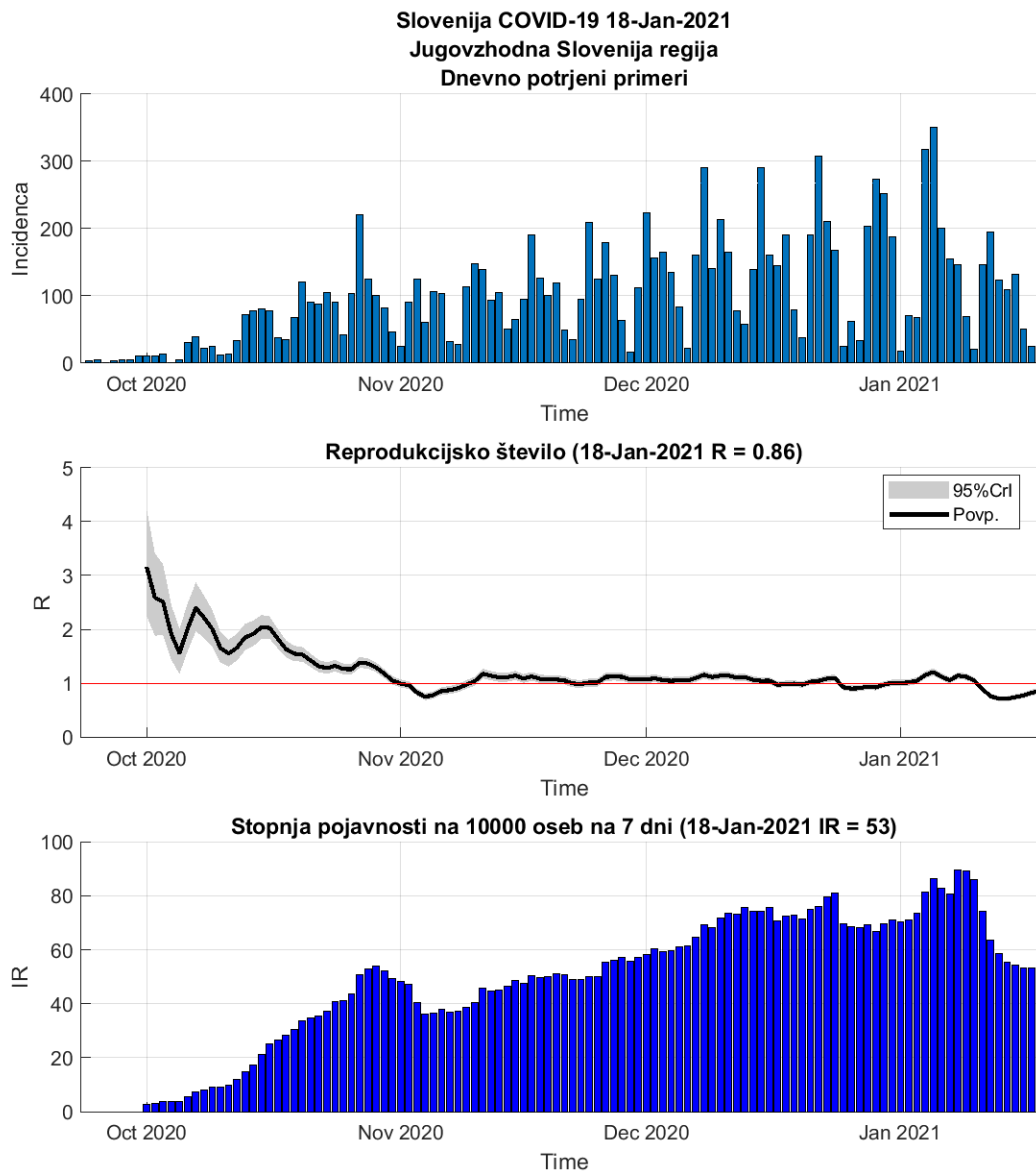 Slovenija COVID-19 18-Jan-2021
Jugovzhodna Slovenija regija
Dnevno potrjeni primeri
400
300
200
100
0
Incidenca
Oct 2020 Nov 2020 Dec 2020 Jan 2021
Time
Reprodukcijsko število (18-Jan-2021 R = 0.86)
5
4
3
2
1
0
R
95%CrI
Povp.
Oct 2020 Nov 2020 Dec 2020 Jan 2021
Time
Stopnja pojavnosti na 10000 oseb na 7 dni (18-Jan-2021 IR = 53)
100
80
60
40
20
0
IR
Oct 2020 Nov 2020 Dec 2020 Jan 2021
Time